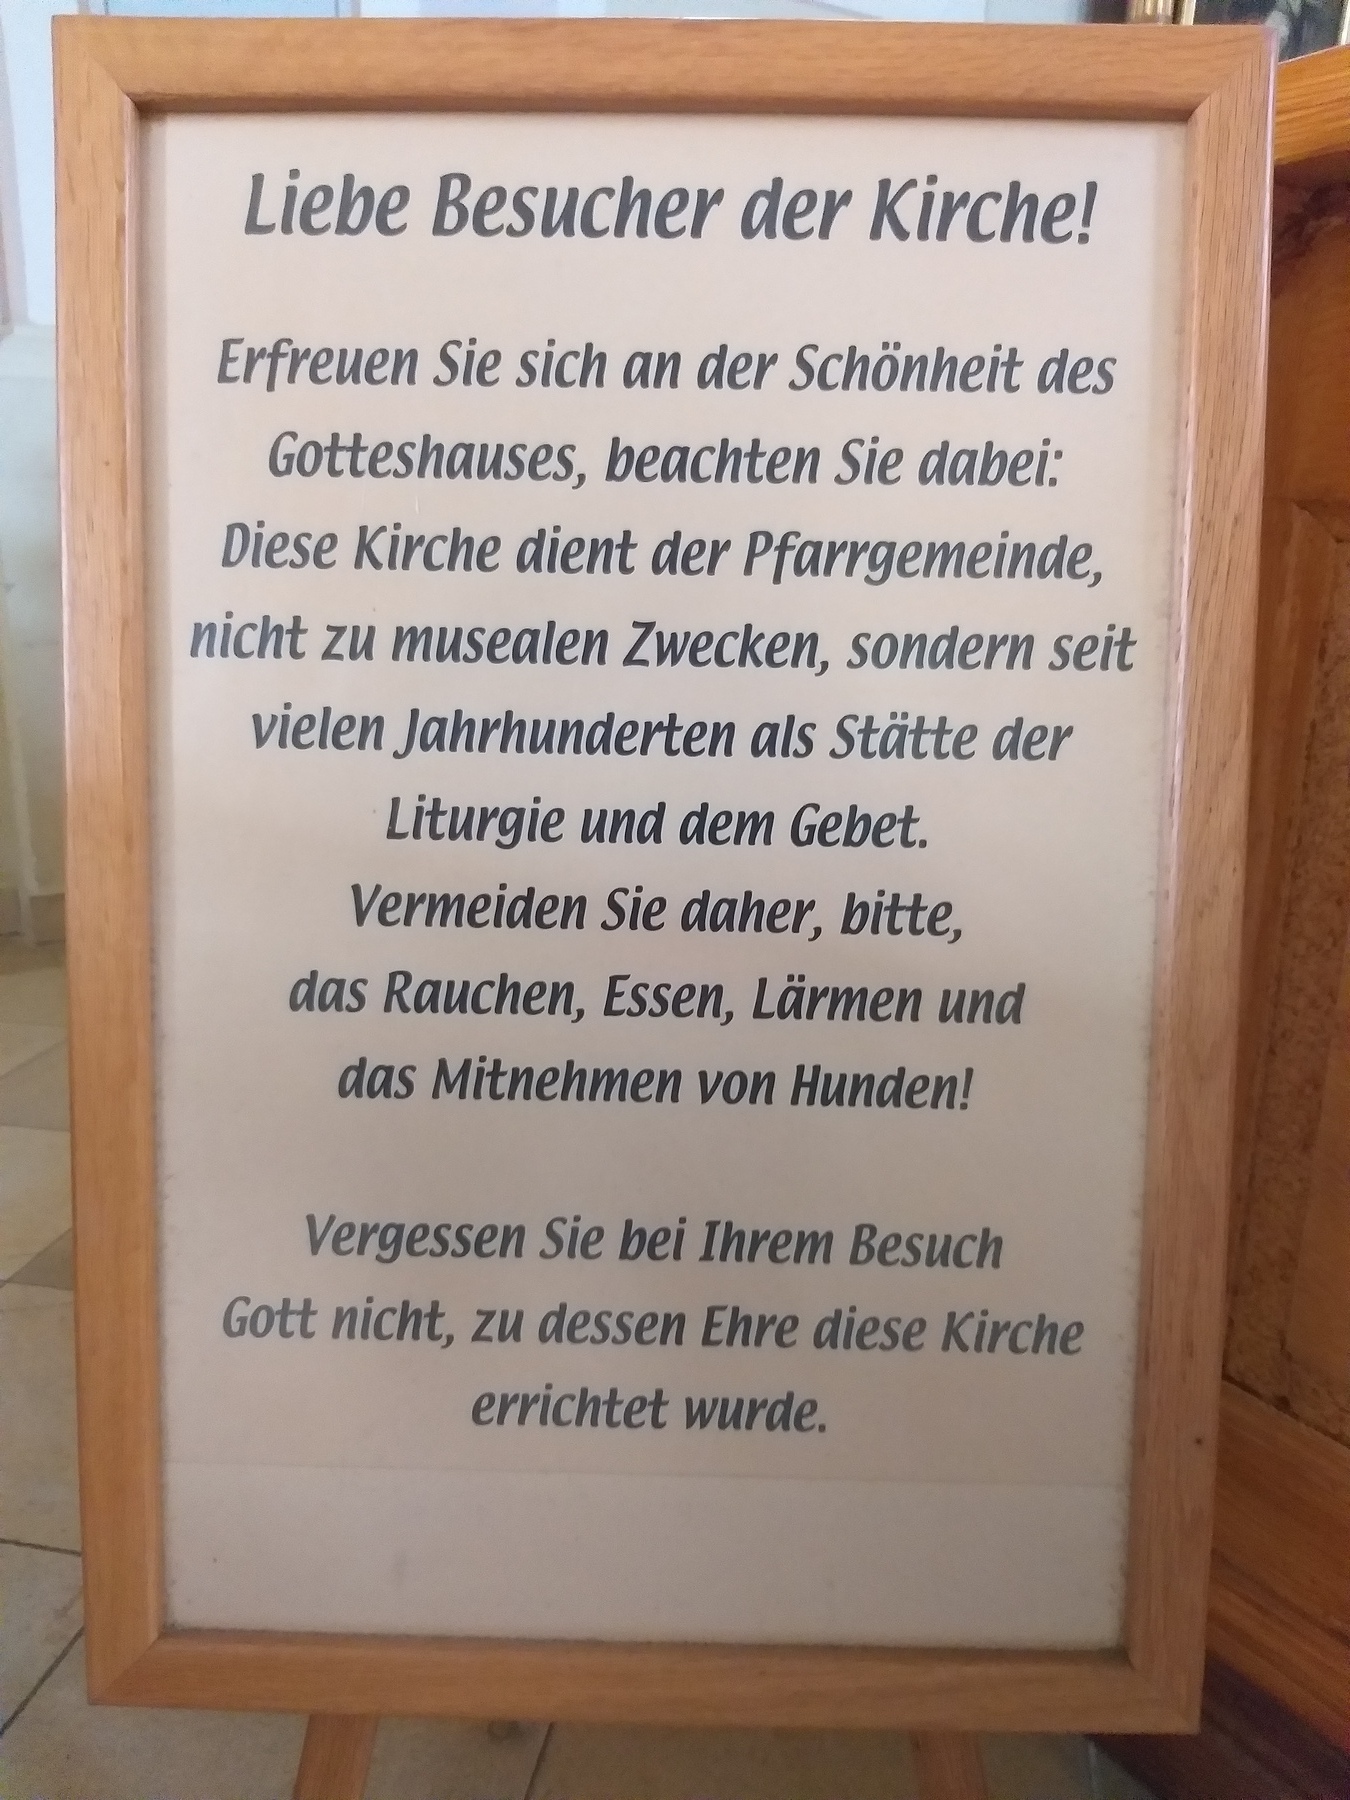 Liebe Besucher der Kirche!
Erfreuen Sie sich an der Schönheit des
Gotteshauses, beachten Sie dabei:
Diese Kirche dient der Pfarrgemeinde,
nicht zu musealen Zwecken, sondern seit
vielen Jahrhunderten als Stätte der
Liturgie und dem Gebet.
Vermeiden Sie daher, bitte,
das Rauchen, Essen, Lärmen und
das Mitnehmen von Hunden!
Vergessen Sie bei Ihrem Besuch
Gott nicht, zu dessen Ehre diese Kirche
errichtet wurde.